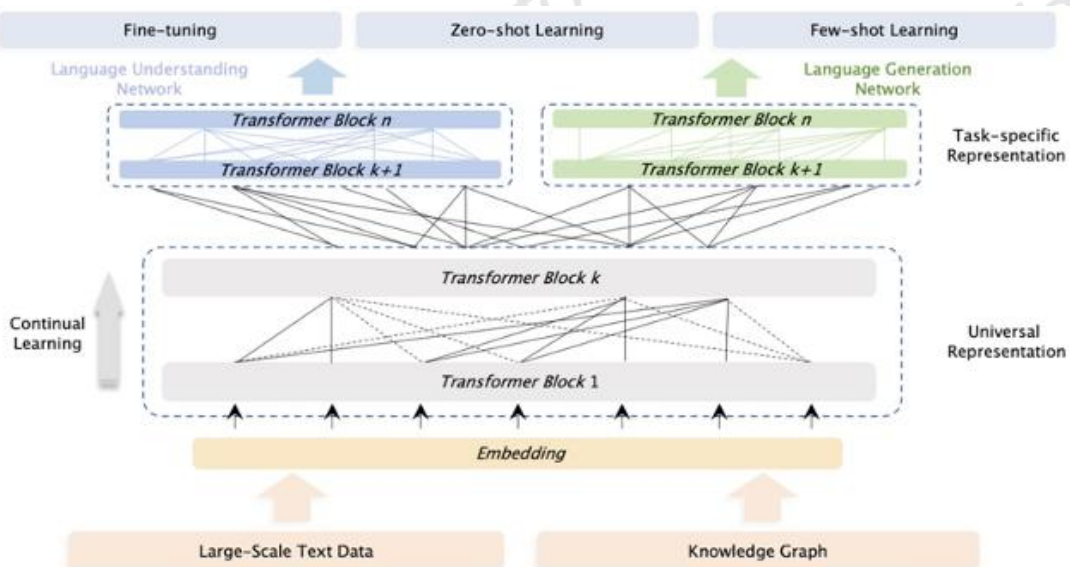 Fine-tuning
Zero-shot Learning
Few-shot Learning
Language Understanding
Network
Language Generation
Network
Transformer Block n
Transformer Block n
Task-specific
Representation
Transformer Block k+1
Transformer Block k+1
Transformer Block k
Continual
Learning
Universal
Representation
Transformer Block 1
Embedding
Large-Scale Text Data
Knowledge Graph